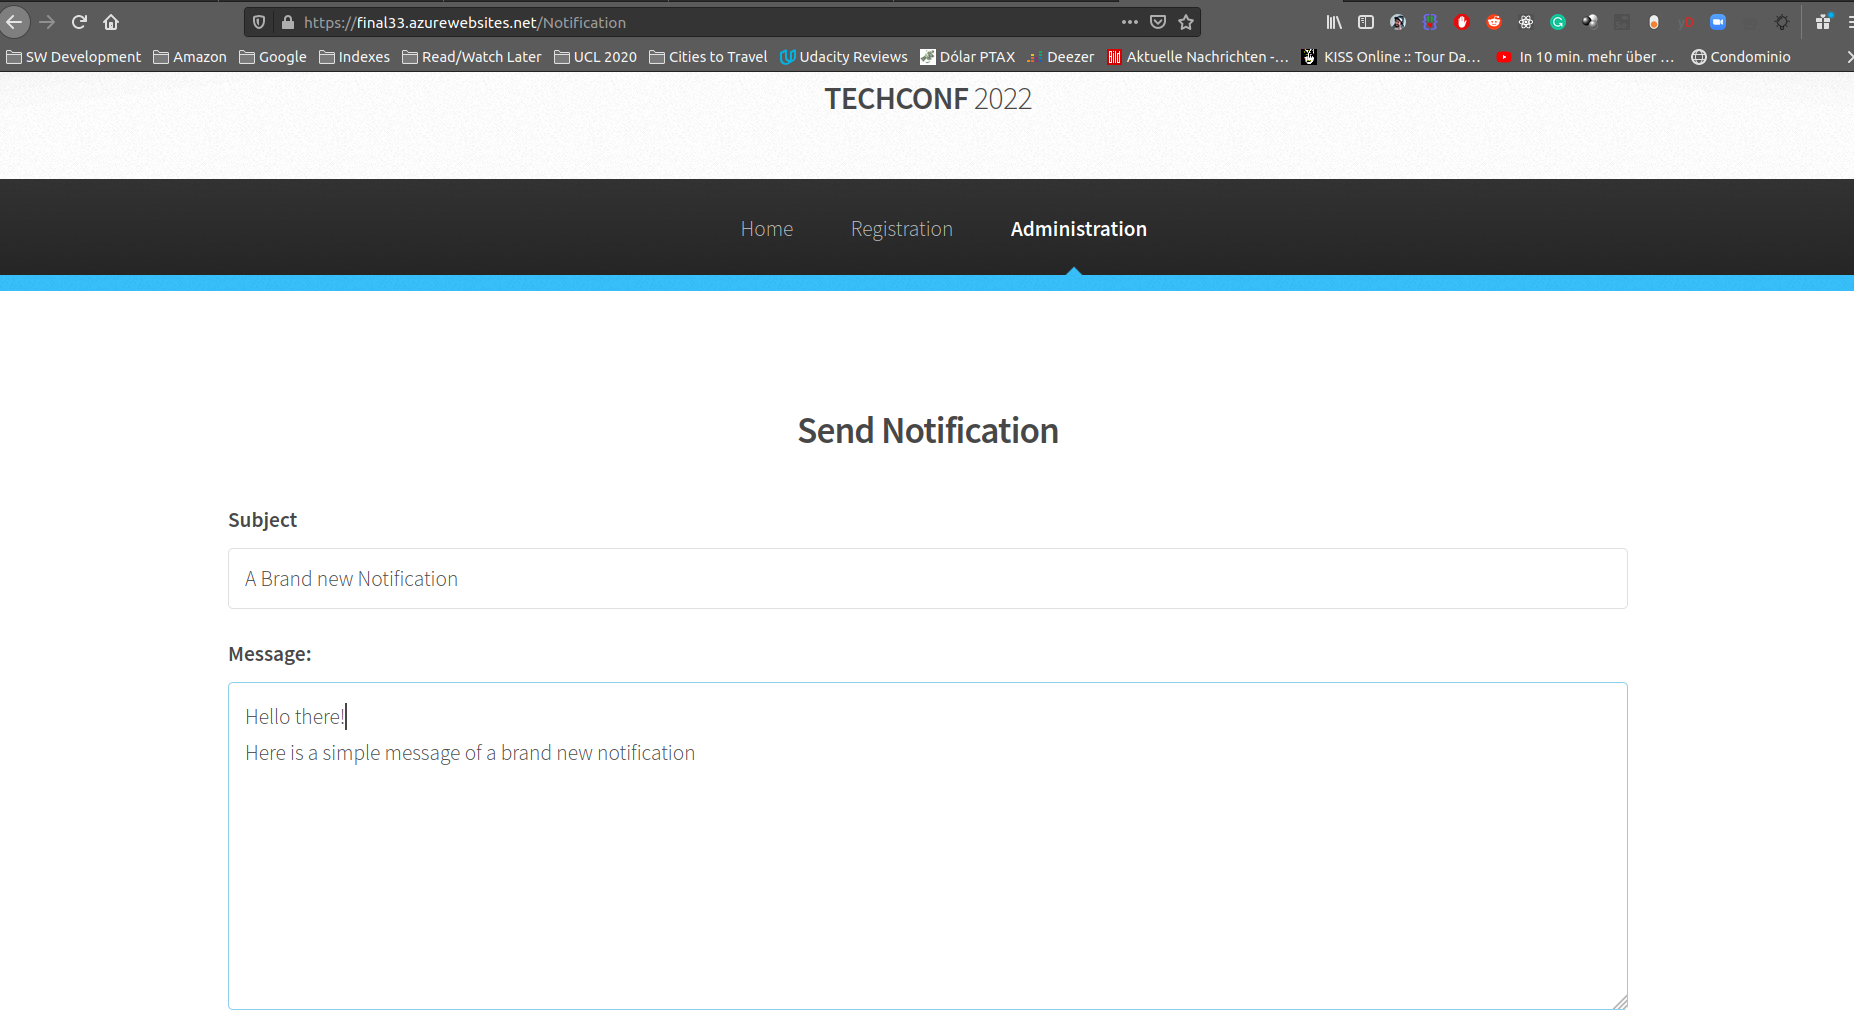 https://final33.azurewebsites.net/Notification
SW Development Amazon Google Indexes Read/Watch Later UCL 2020 Cities to Travel Udacity Reviews Dólar PTAX Deezer Bild Aktuelle Nachrichten -... KISS Online :: Tour Da... In 10 min. mehr über ... Condominio
TECHCONF 2022
Home Registration Administration
Send Notification
Subject
A Brand new Notification
Message:
Hello there!
Here is a simple message of a brand new notification